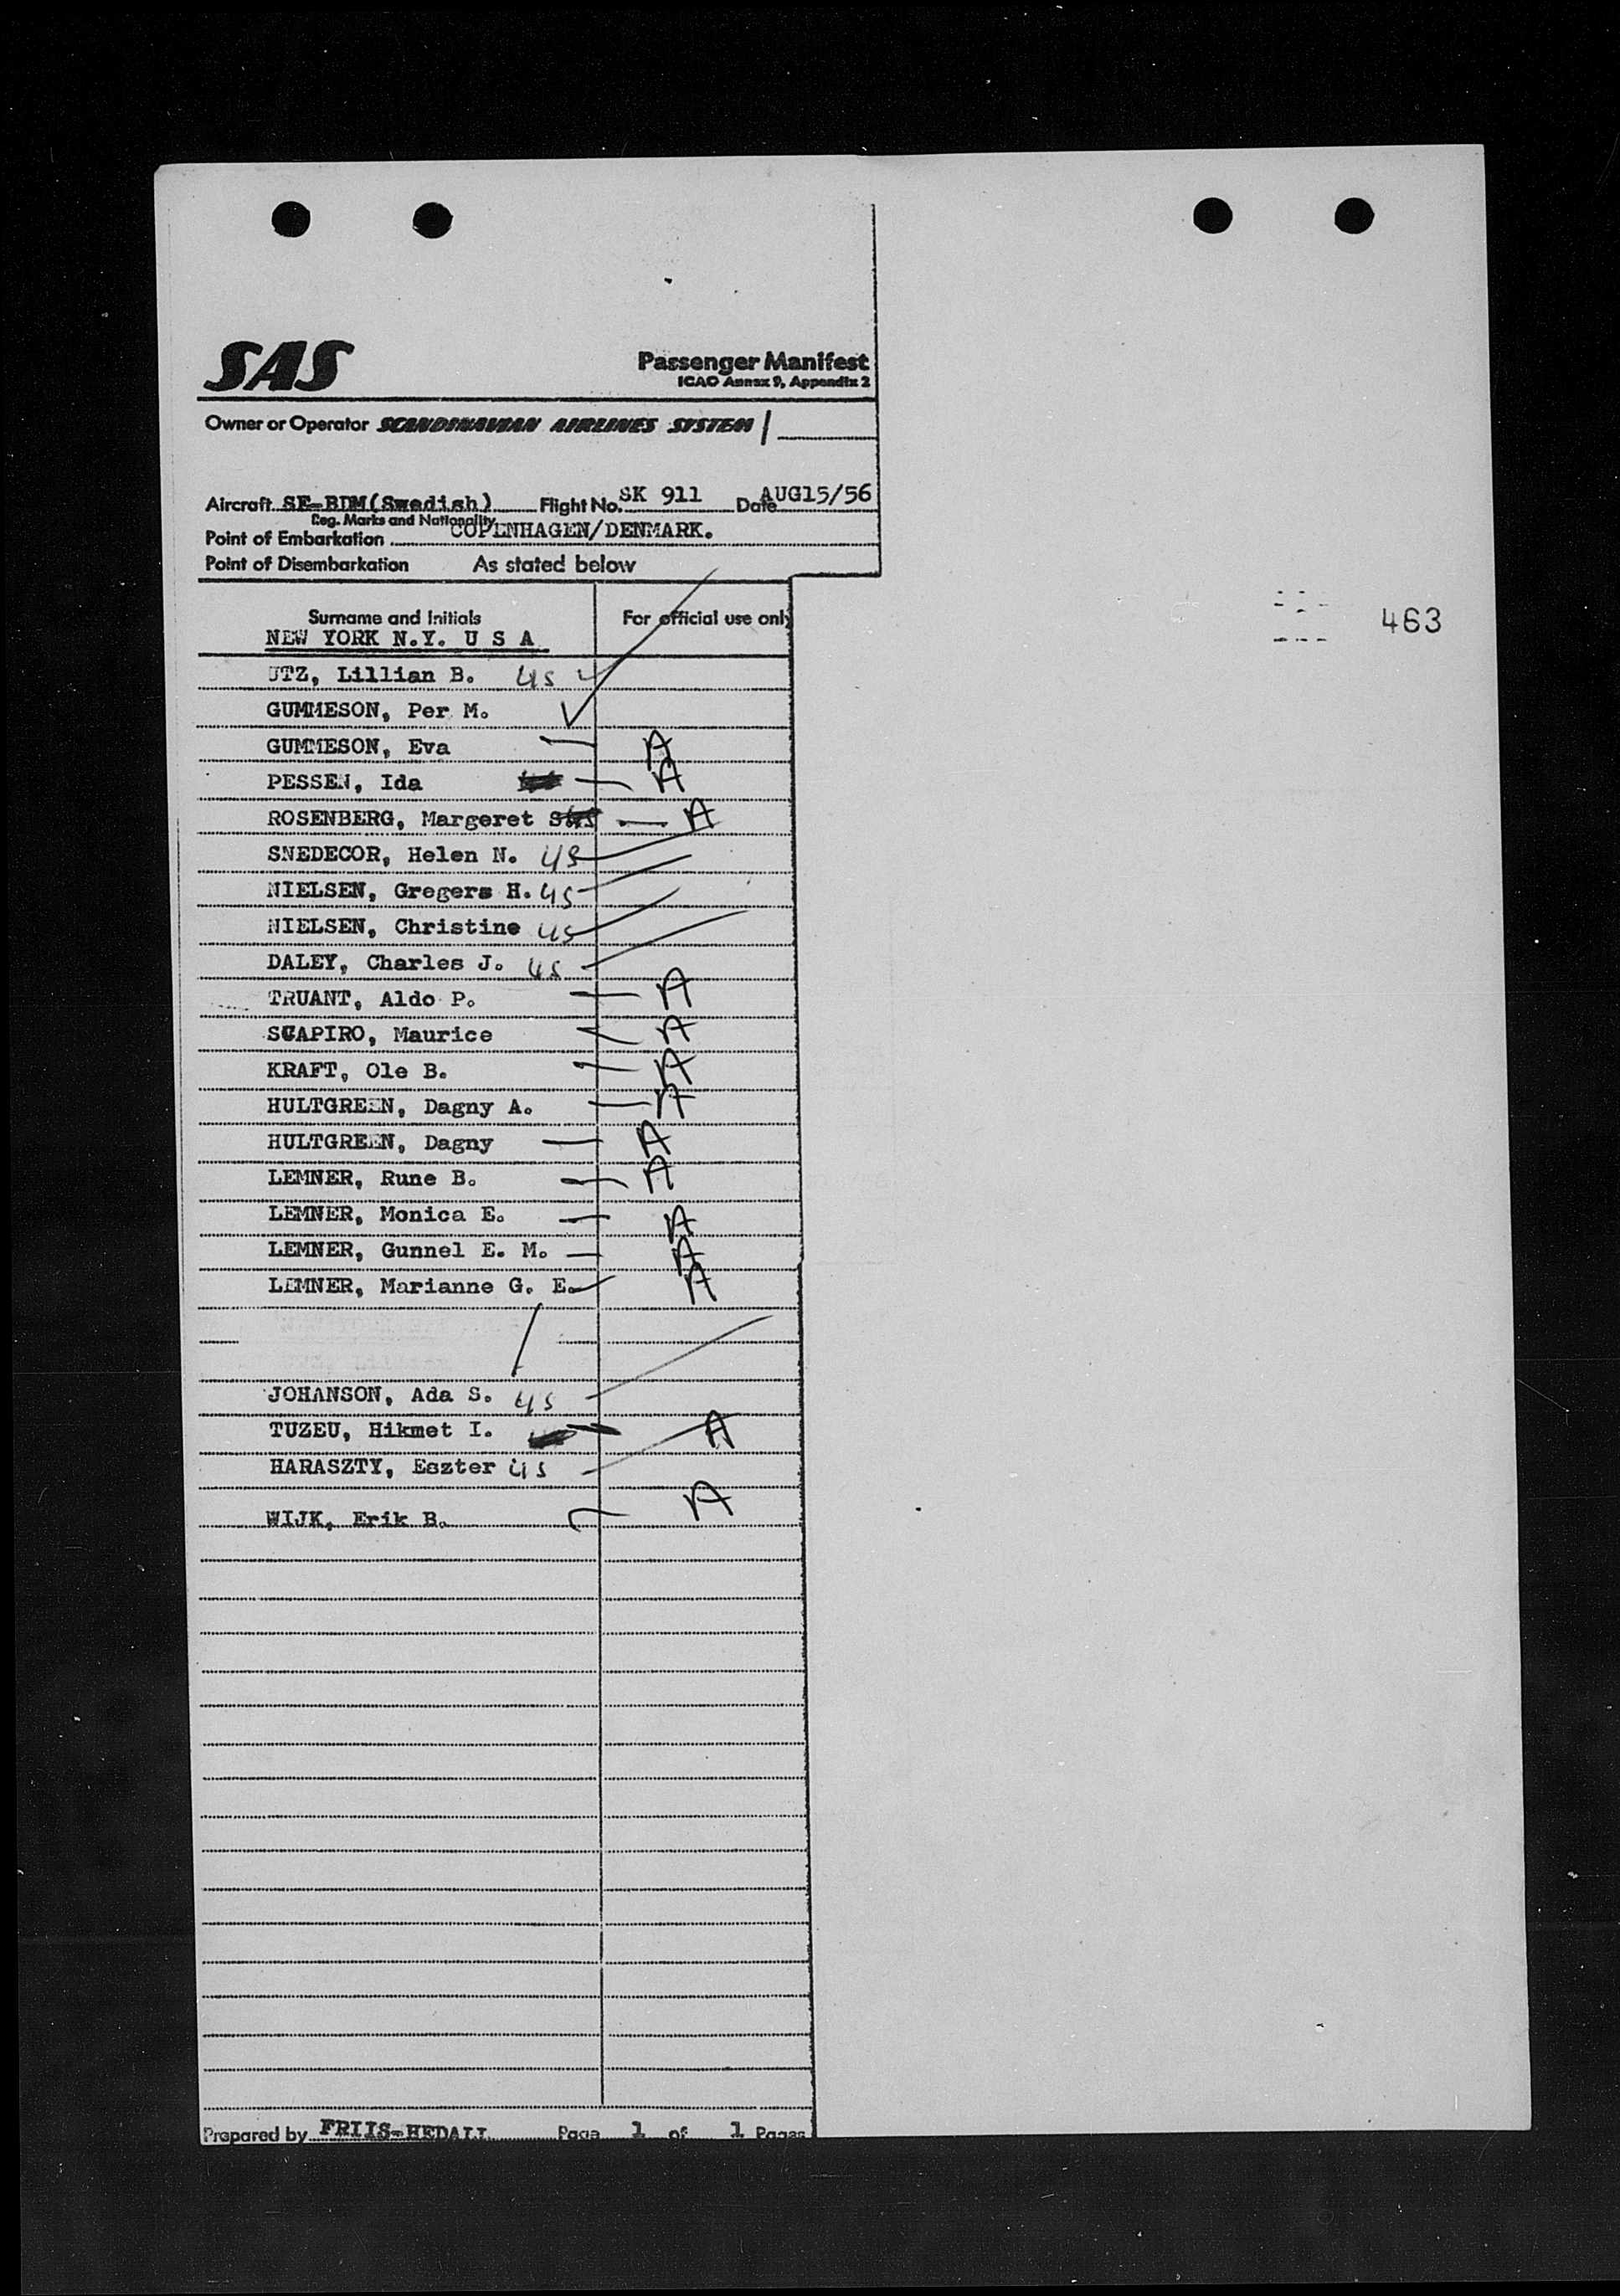 SAS
Passenger Manifest
ICAO Annex 9, Appendix 2
Owner or Operator SCANDINAVIAN AIRLINES SYSTEM
Aircraft SE-BDM(Swedish) Flight No. SK 911 Date AUG15/56
Reg. Marks and Nationality
Point of Embarkation COPENHAGEN/DENMARK.
Point of Disembarkation As stated below
Surname and Initials For official use only
NEW YORK N.Y. U S A
463
UTZ, Lillian B. US
GUMMESON, Per M.
GUMMESON, Eva A
PESSEN, Ida A
ROSENBERG, Margeret A
SNEDECOR, Helen N. US
NIELSEN, Gregers H. US
NIELSEN, Christine US
DALEY, Charles J. US
TRUANT, Aldo P. A
SCAPIRO, Maurice A
KRAFT, Ole B. A
HULTGREEN, Dagny A. A
HULTGREEN, Dagny A
LEMNER, Rune B. A
LEMNER, Monica E. A
LEMNER, Gunnel E. M. A
LEMNER, Marianne G. E. A
JOHANSON, Ada S. US
TUZEU, Hikmet I. A
HARASZTY, Eszter US
WIJK, Erik B. A
Prepared by FRIIS-HEDALL Page 1 of 1 Pages